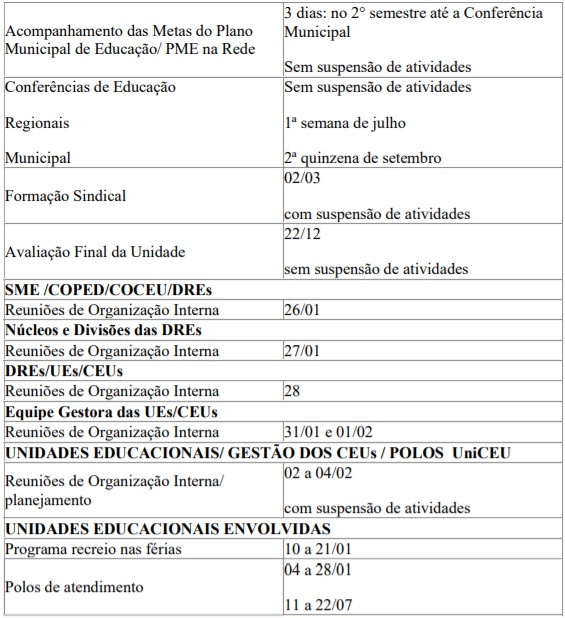 Acompanhamento das Metas do Plano
Municipal de Educação/ PME na Rede
3 dias: no 2° semestre até a Conferência
Municipal
Sem suspensão de atividades
Conferências de Educação
Sem suspensão de atividades
Regionais
1ª semana de julho
Municipal
2ª quinzena de setembro
Formação Sindical
02/03
com suspensão de atividades
Avaliação Final da Unidade
22/12
sem suspensão de atividades
SME /COPED/COCEU/DREs
Reuniões de Organização Interna
26/01
Núcleos e Divisões das DREs
Reuniões de Organização Interna
27/01
DREs/UEs/CEUs
Reuniões de Organização Interna
28
Equipe Gestora das UEs/CEUs
Reuniões de Organização Interna
31/01 e 01/02
UNIDADES EDUCACIONAIS/ GESTÃO DOS CEUs / POLOS UniCEU
Reuniões de Organização Interna/
planejamento
02 a 04/02
com suspensão de atividades
UNIDADES EDUCACIONAIS ENVOLVIDAS
Programa recreio nas férias
10 a 21/01
Polos de atendimento
04 a 28/01
11 a 22/07